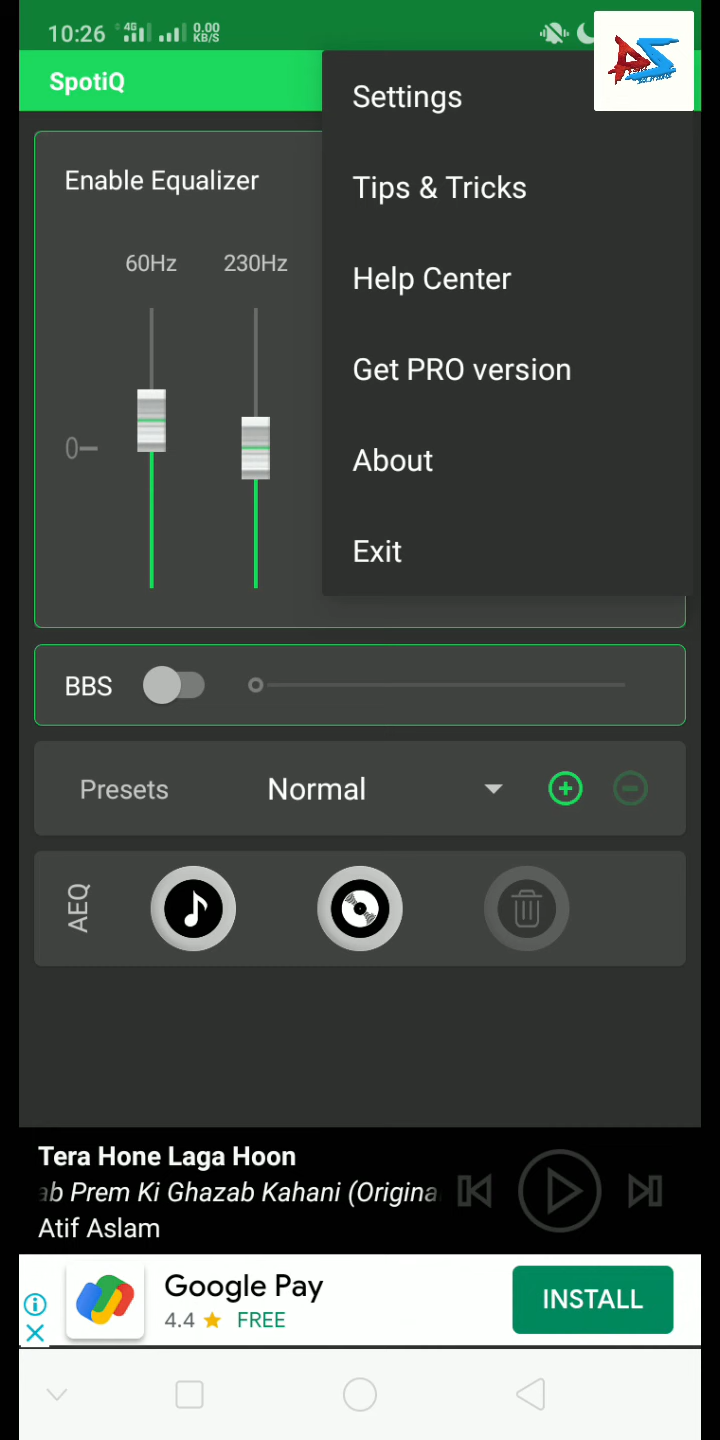 10:26 4G 0.00 KB/S
SpotiQ
Settings
Tips & Tricks
Help Center
Get PRO version
About
Exit
Enable Equalizer
60Hz 230Hz
0
BBS
Presets Normal
AEQ
Tera Hone Laga Hoon
ab Prem Ki Ghazab Kahani (Origina
Atif Aslam
Google Pay
4.4 FREE
INSTALL